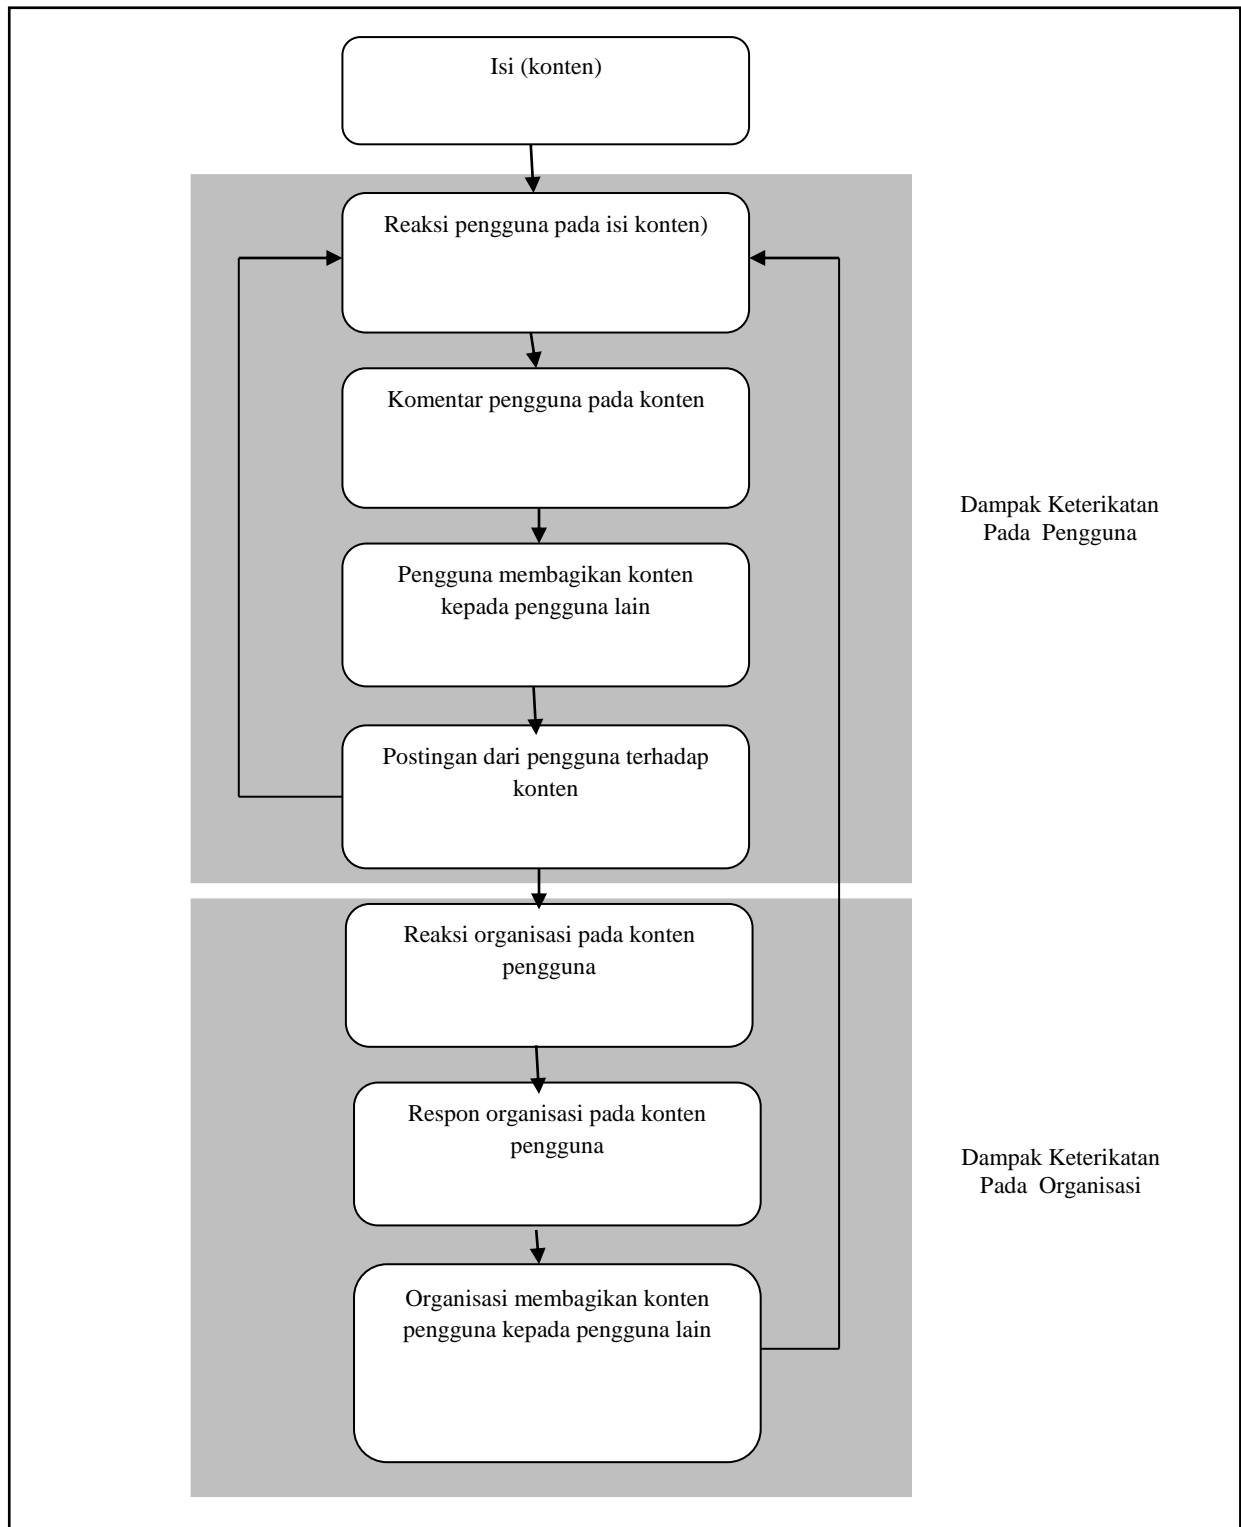 Isi (konten)
Reaksi pengguna pada isi konten)
Komentar pengguna pada konten
Dampak Keterikatan
Pada Pengguna
Pengguna membagikan konten
kepada pengguna lain
Postingan dari pengguna terhadap
konten
Reaksi organisasi pada konten
pengguna
Respon organisasi pada konten
pengguna
Dampak Keterikatan
Pada Organisasi
Organisasi membagikan konten
pengguna kepada pengguna lain